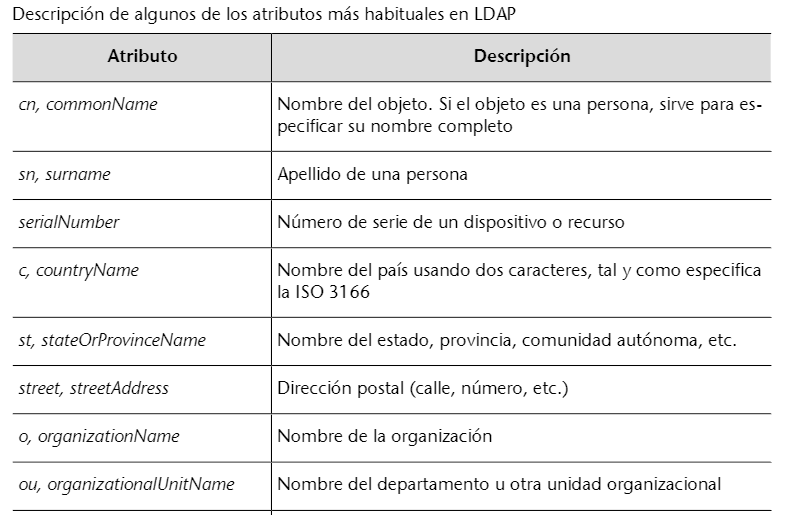 Descripción de algunos de los atributos más habituales en LDAP
Atributo Descripción
cn, commonName Nombre del objeto. Si el objeto es una persona, sirve para es-
pecificar su nombre completo
sn, surname Apellido de una persona
serialNumber Número de serie de un dispositivo o recurso
c, countryName Nombre del país usando dos caracteres, tal y como especifica
la ISO 3166
st, stateOrProvinceName Nombre del estado, provincia, comunidad autónoma, etc.
street, streetAddress Dirección postal (calle, número, etc.)
o, organizationName Nombre de la organización
ou, organizationalUnitName Nombre del departamento u otra unidad organizacional